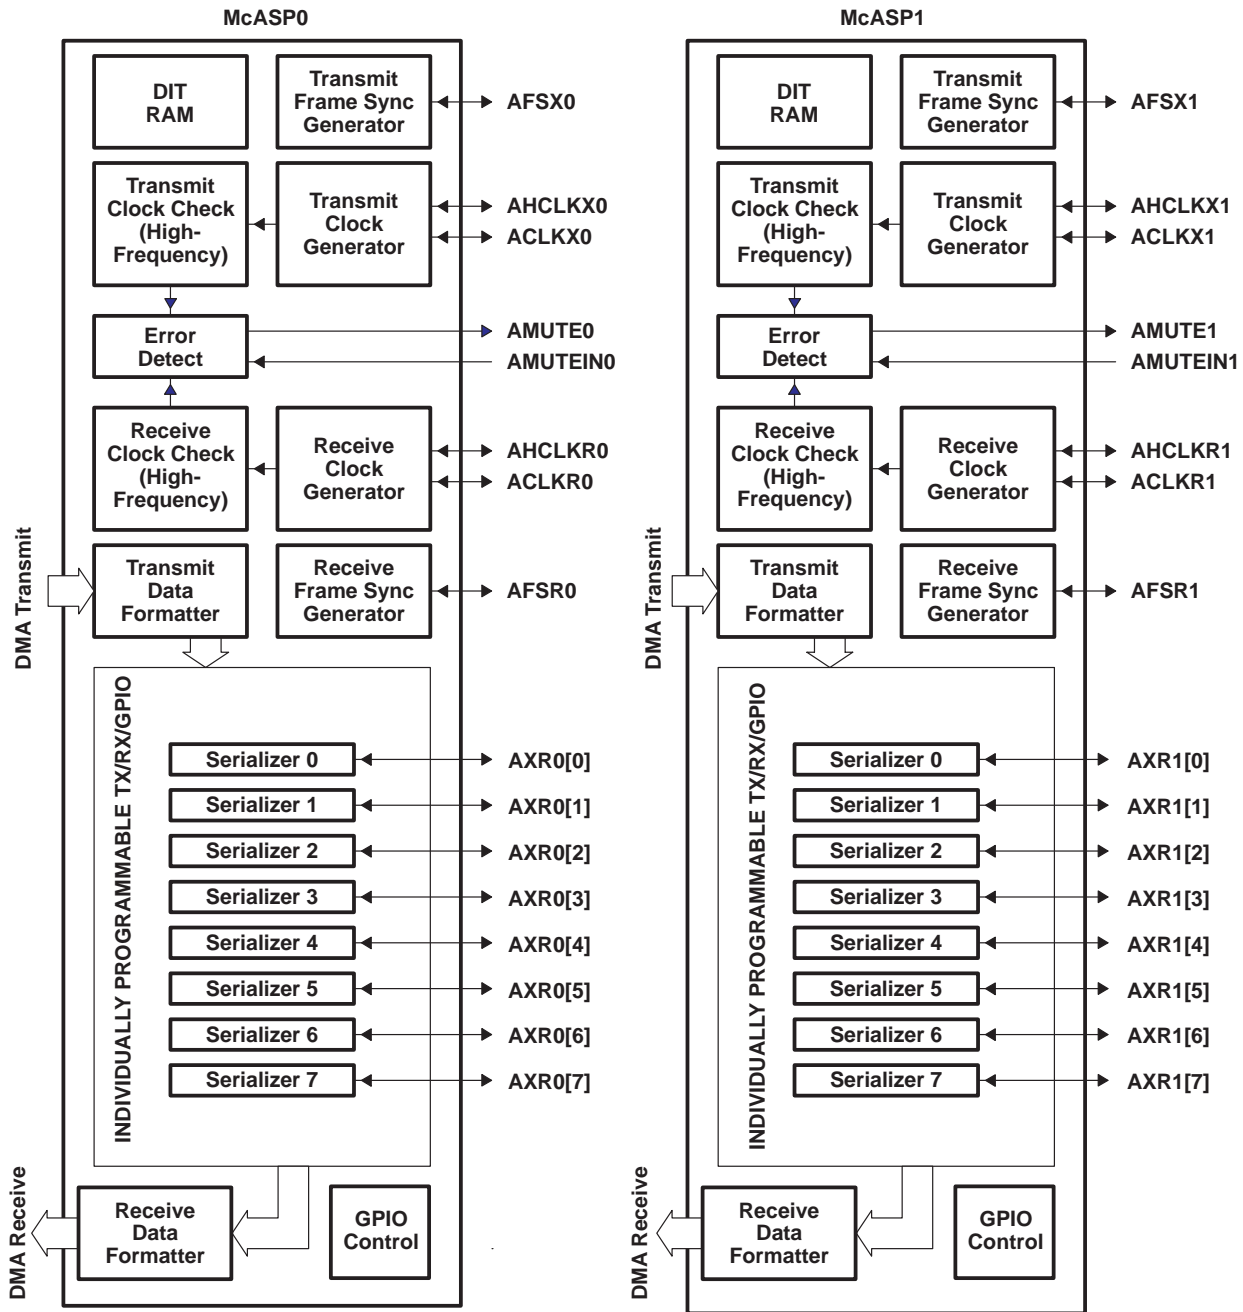 McASP0
DIT
RAM
Transmit
Frame Sync
Generator
AFSX0
Transmit
Clock Check
(High-
Frequency)
Transmit
Clock
Generator
AHCLKX0
ACLKX0
Error
Detect
AMUTE0
AMUTEIN0
Receive
Clock Check
(High-
Frequency)
Receive
Clock
Generator
AHCLKR0
ACLKR0
DMA Transmit
Transmit
Data
Formatter
Receive
Frame Sync
Generator
AFSR0
INDIVIDUALLY PROGRAMMABLE TX/RX/GPIO
Serializer 0
AXR0[0]
Serializer 1
AXR0[1]
Serializer 2
AXR0[2]
Serializer 3
AXR0[3]
Serializer 4
AXR0[4]
Serializer 5
AXR0[5]
Serializer 6
AXR0[6]
Serializer 7
AXR0[7]
DMA Receive
Receive
Data
Formatter
GPIO
Control
McASP1
DIT
RAM
Transmit
Frame Sync
Generator
AFSX1
Transmit
Clock Check
(High-
Frequency)
Transmit
Clock
Generator
AHCLKX1
ACLKX1
Error
Detect
AMUTE1
AMUTEIN1
Receive
Clock Check
(High-
Frequency)
Receive
Clock
Generator
AHCLKR1
ACLKR1
DMA Transmit
Transmit
Data
Formatter
Receive
Frame Sync
Generator
AFSR1
INDIVIDUALLY PROGRAMMABLE TX/RX/GPIO
Serializer 0
AXR1[0]
Serializer 1
AXR1[1]
Serializer 2
AXR1[2]
Serializer 3
AXR1[3]
Serializer 4
AXR1[4]
Serializer 5
AXR1[5]
Serializer 6
AXR1[6]
Serializer 7
AXR1[7]
DMA Receive
Receive
Data
Formatter
GPIO
Control